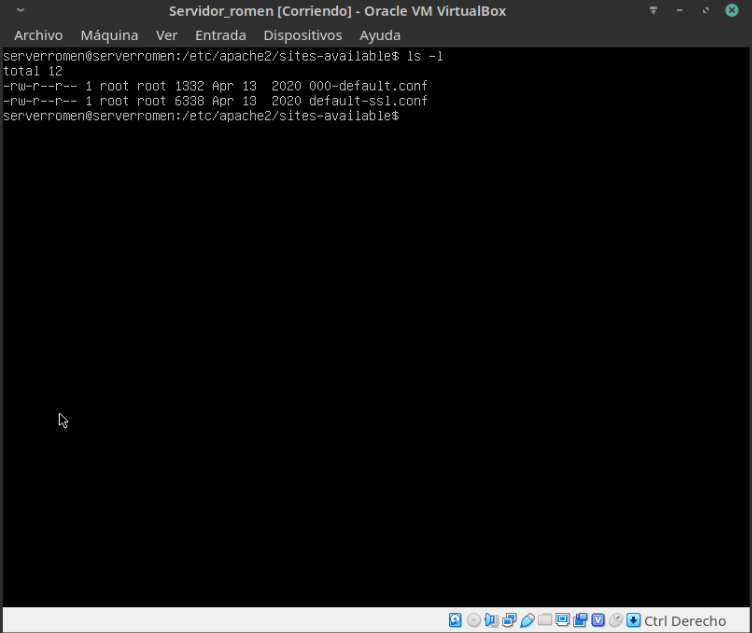 Servidor_romen [Corriendo] - Oracle VM VirtualBox
Archivo Máquina Ver Entrada Dispositivos Ayuda
serverromen@serverromen:/etc/apache2/sites-available$ ls -l
total 12
-rw-r--r-- 1 root root 1332 Apr 13  2020 000-default.conf
-rw-r--r-- 1 root root 6338 Apr 13  2020 default-ssl.conf
serverromen@serverromen:/etc/apache2/sites-available$
Ctrl Derecho